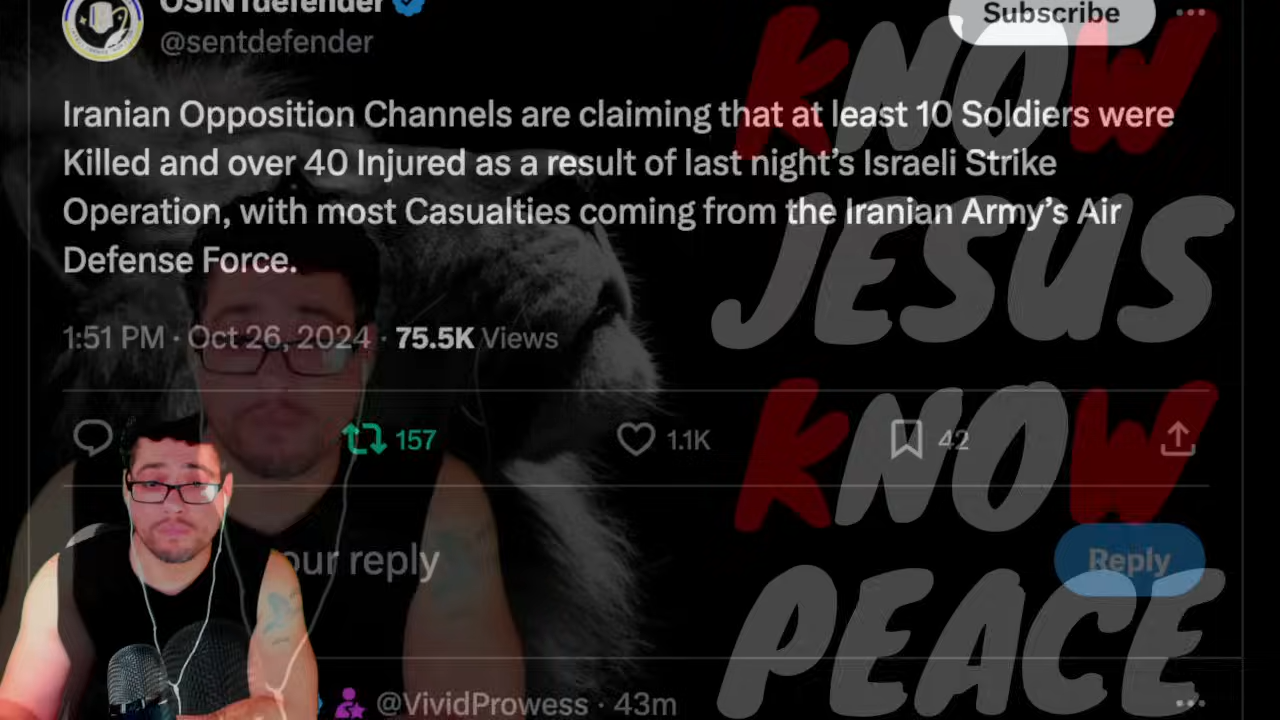 OSINTdefender
@sentdefender
Subscribe
Iranian Opposition Channels are claiming that at least 10 Soldiers were
Killed and over 40 Injured as a result of last night’s Israeli Strike
Operation, with most Casualties coming from the Iranian Army’s Air
Defense Force.
1:51 PM · Oct 26, 2024 · 75.5K Views
157
1.1K
42
our reply
Reply
@VividProwess · 43m
KNOW
JESUS
KNOW
PEACE